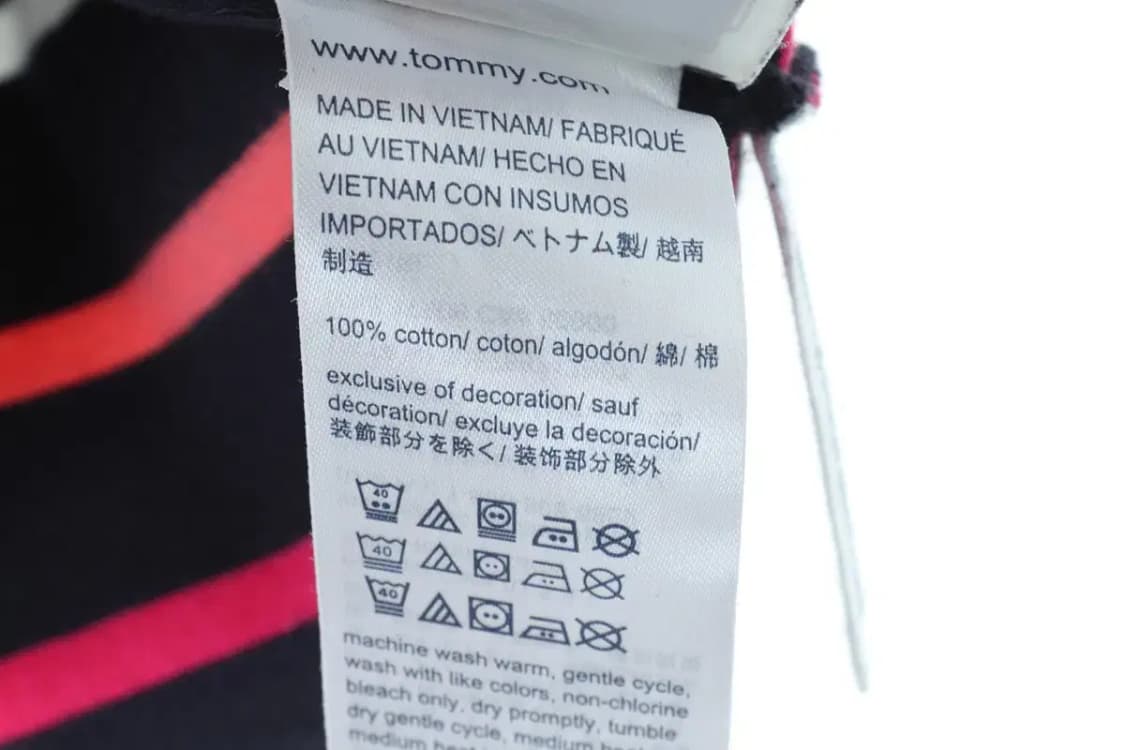 www.tommy.com
MADE IN VIETNAM/ FABRIQUÉ
AU VIETNAM/ HECHO EN
VIETNAM CON INSUMOS
IMPORTADOS/ ベトナム製/ 越南
制造
100% cotton/ coton/ algodón/ 綿/ 棉
exclusive of decoration/ sauf
décoration/ excluye la decoración/
装飾部分を除く/ 装饰部分除外
40
40
40
machine wash warm, gentle cycle,
wash with like colors, non-chlorine
bleach only, dry promptly, tumble
dry gentle cycle, medium heat,
medium